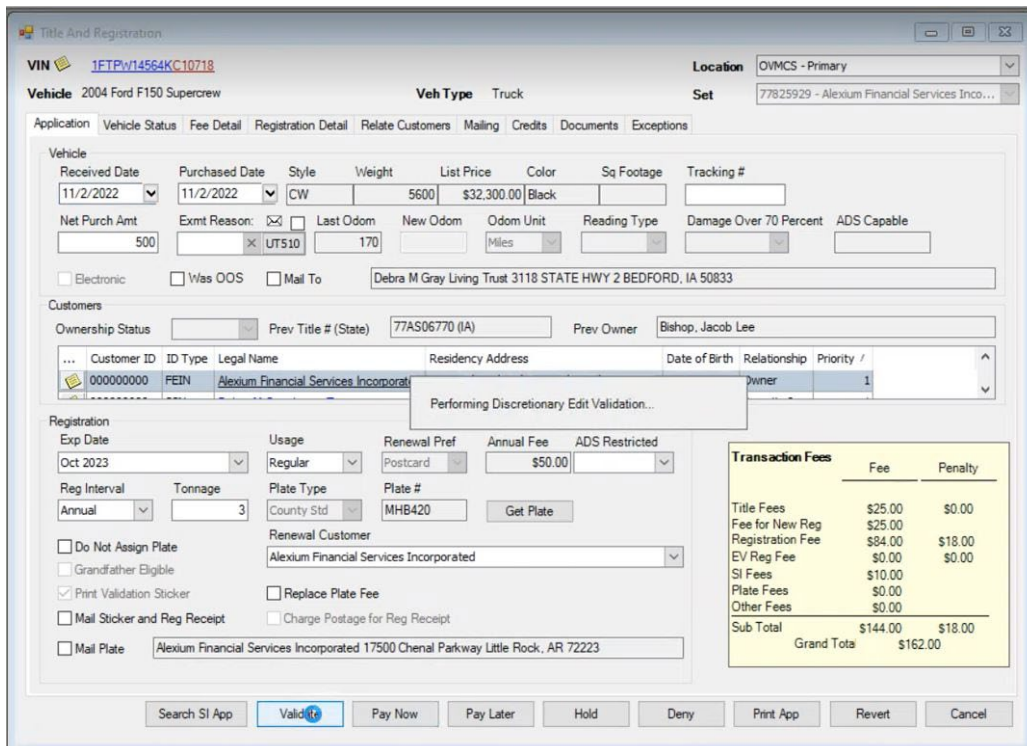 Title And Registration
VIN 1FTPW14564KC10718 Location OVMCS - Primary
Vehicle 2004 Ford F150 Supercrew Veh Type Truck Set 77825929 - Alexium Financial Services Inco...
Application Vehicle Status Fee Detail Registration Detail Relate Customers Mailing Credits Documents Exceptions
Vehicle
Received Date Purchased Date Style Weight List Price Color Sq Footage Tracking #
11/2/2022 11/2/2022 CW 5600 $32,300.00 Black
Net Purch Amt Exmt Reason: Last Odom New Odom Odom Unit Reading Type Damage Over 70 Percent ADS Capable
500 UT510 170 Miles
Electronic Was OOS Mail To Debra M Gray Living Trust 3118 STATE HWY 2 BEDFORD, IA 50833
Customers
Ownership Status Prev Title # (State) 77AS06770 (IA) Prev Owner Bishop, Jacob Lee
... Customer ID ID Type Legal Name Residency Address Date of Birth Relationship Priority /
000000000 FEIN Alexium Financial Services Incorporate Owner 1
Performing Discretionary Edit Validation...
Registration
Exp Date Usage Renewal Pref Annual Fee ADS Restricted
Oct 2023 Regular Postcard $50.00
Reg Interval Tonnage Plate Type Plate #
Annual 3 County Std MHB420 Get Plate
Do Not Assign Plate Renewal Customer
Grandfather Eligible Alexium Financial Services Incorporated
Print Validation Sticker Replace Plate Fee
Mail Sticker and Reg Receipt Charge Postage for Reg Receipt
Mail Plate Alexium Financial Services Incorporated 17500 Chenal Parkway Little Rock, AR 72223
Transaction Fees Fee Penalty
Title Fees $25.00 $0.00
Fee for New Reg $25.00
Registration Fee $84.00 $18.00
EV Reg Fee $0.00 $0.00
SI Fees $10.00
Plate Fees $0.00
Other Fees $0.00
Sub Total $144.00 $18.00
Grand Total $162.00
Search SI App Validate Pay Now Pay Later Hold Deny Print App Revert Cancel